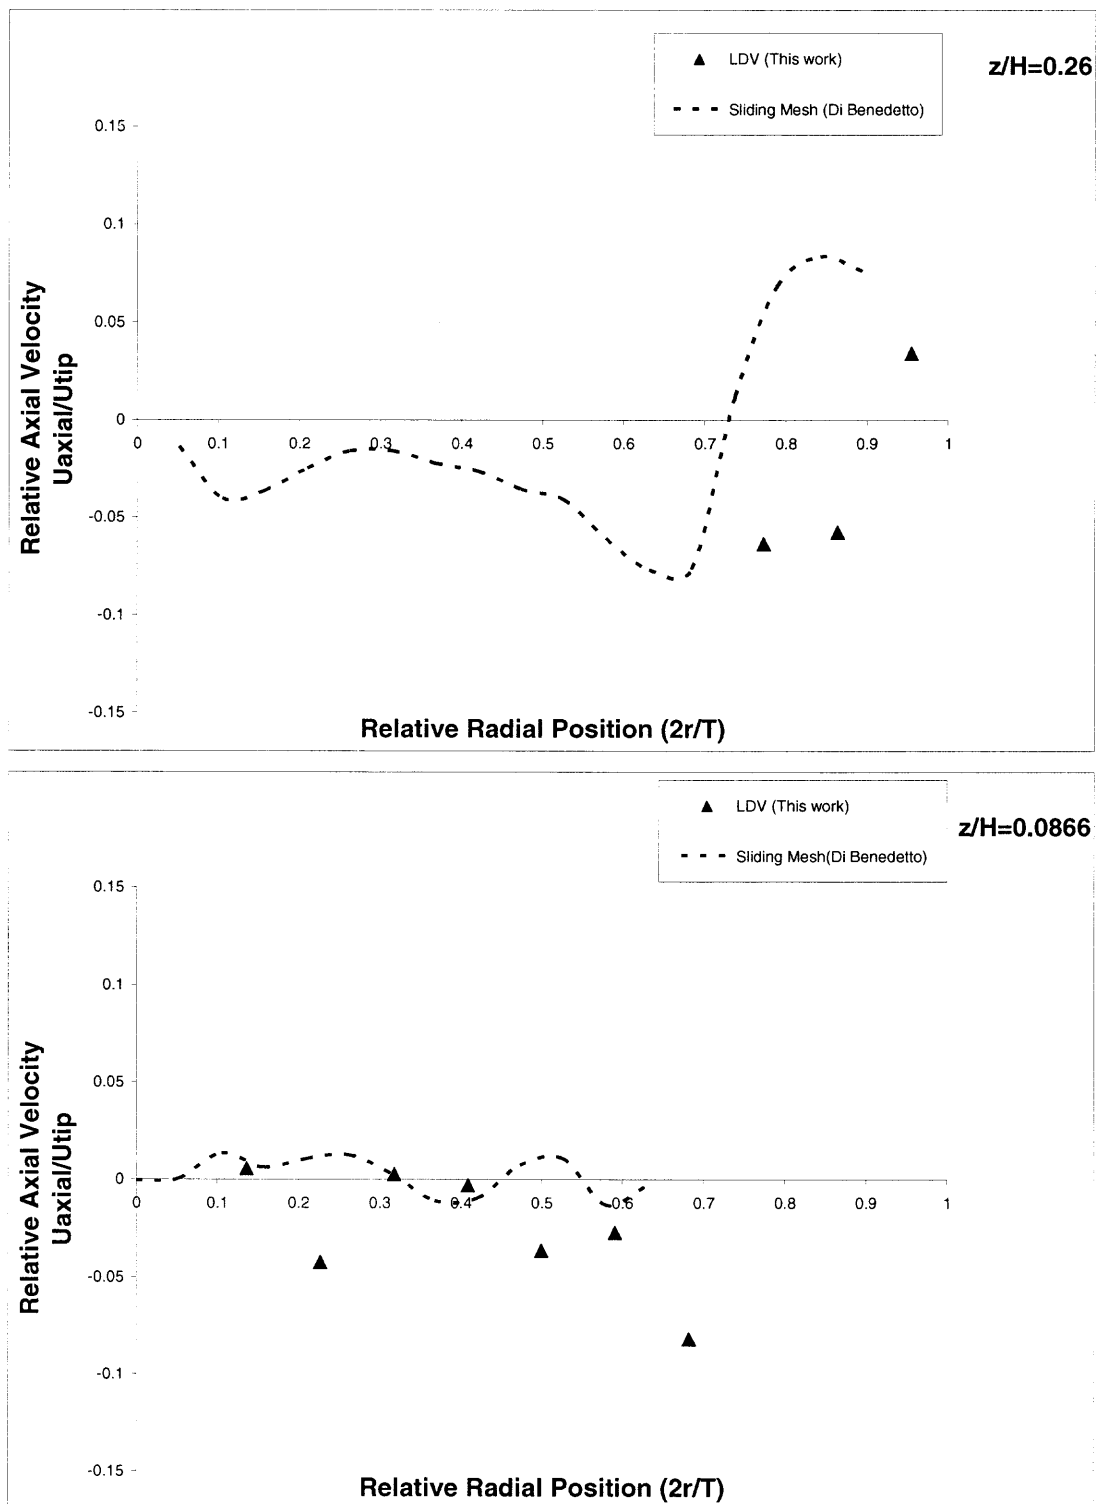 LDV (This work)
Sliding Mesh (Di Benedetto)
z/H=0.26
0.15
0.1
0.05
0
-0.05
-0.1
-0.15
0 0.1 0.2 0.3 0.4 0.5 0.6 0.7 0.8 0.9 1
Relative Axial Velocity
Uaxial/Utip
Relative Radial Position (2r/T)
LDV (This work)
Sliding Mesh(Di Benedetto)
z/H=0.0866
0.15
0.1
0.05
0
-0.05
-0.1
-0.15
0 0.1 0.2 0.3 0.4 0.5 0.6 0.7 0.8 0.9 1
Relative Axial Velocity
Uaxial/Utip
Relative Radial Position (2r/T)